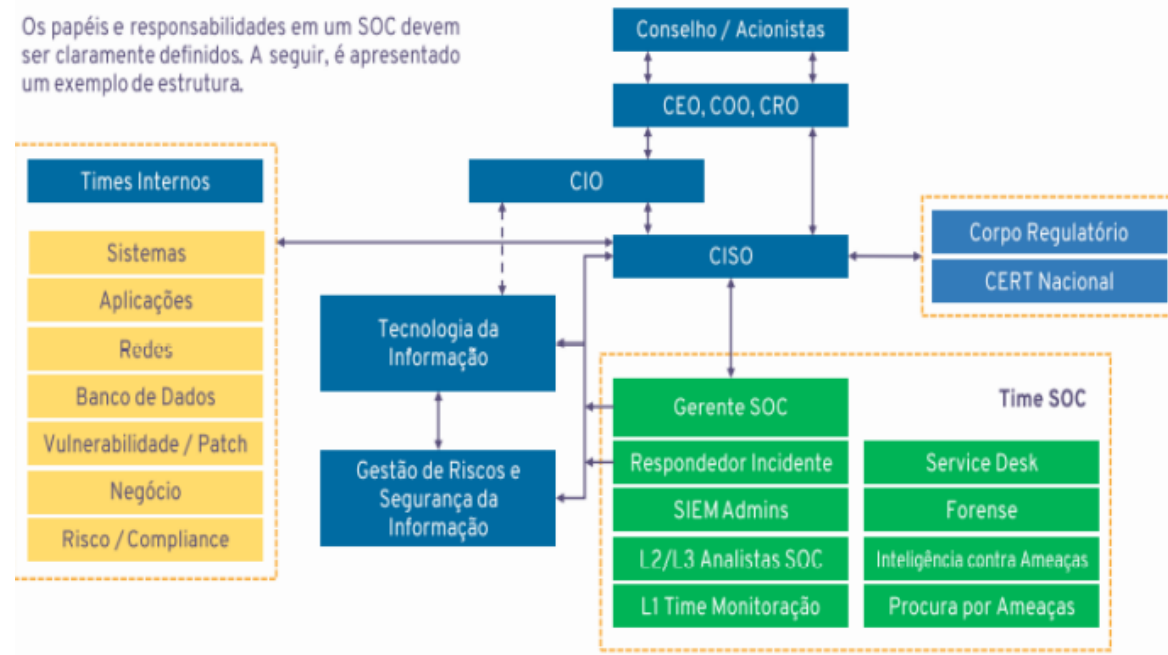 Os papéis e responsabilidades em um SOC devem
ser claramente definidos. A seguir, é apresentado
um exemplo de estrutura.
Conselho / Acionistas
CEO, COO, CRO
CIO
CISO
Times Internos
Sistemas
Aplicações
Redes
Banco de Dados
Vulnerabilidade / Patch
Negócio
Risco / Compliance
Tecnologia da
Informação
Gestão de Riscos e
Segurança da
Informação
Corpo Regulatório
CERT Nacional
Time SOC
Gerente SOC
Respondedor Incidente
SIEM Admins
L2/L3 Analistas SOC
L1 Time Monitoração
Service Desk
Forense
Inteligência contra Ameaças
Procura por Ameaças